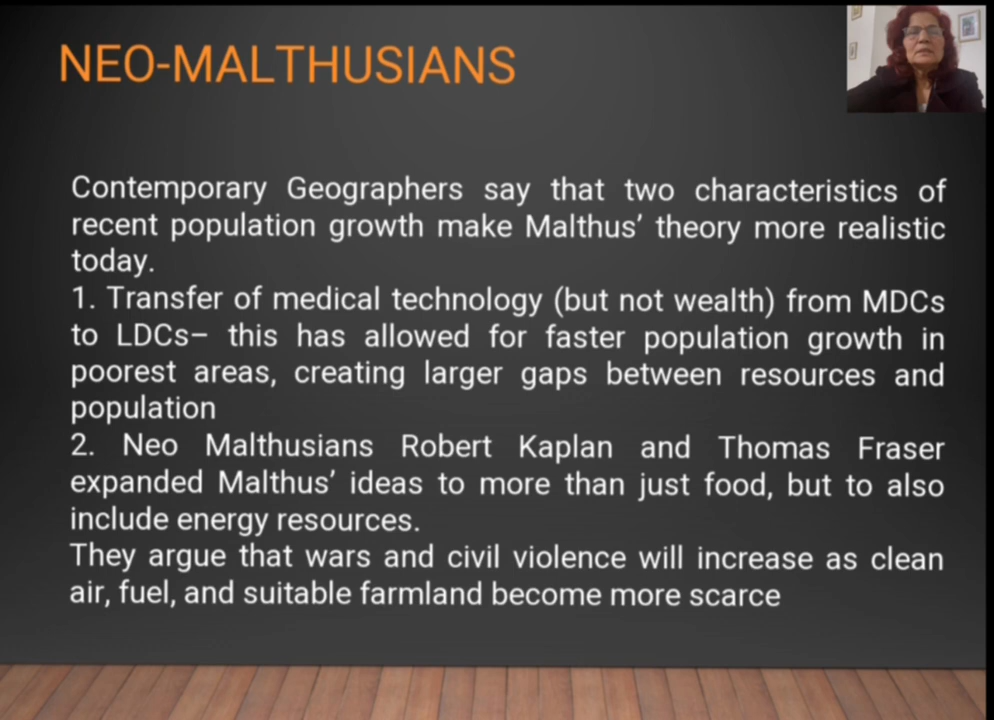 NEO-MALTHUSIANS
Contemporary Geographers say that two characteristics of
recent population growth make Malthus' theory more realistic
today.
1. Transfer of medical technology (but not wealth) from MDCs
to LDCs– this has allowed for faster population growth in
poorest areas, creating larger gaps between resources and
population
2. Neo Malthusians Robert Kaplan and Thomas Fraser
expanded Malthus' ideas to more than just food, but to also
include energy resources.
They argue that wars and civil violence will increase as clean
air, fuel, and suitable farmland become more scarce